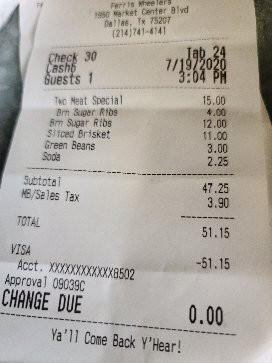 Ferris Wheelers
1950 Market Center Blvd
Dallas, Tx 75207
(214)741-4141
Check 30 Tab 24
Cash6 7/19/2020
Guests 1 3:04 PM
Two Meat Special 15.00
Brn Sugar Ribs 4.00
Brn Sugar Ribs 12.00
Sliced Brisket 11.00
Green Beans 3.00
Soda 2.25
Subtotal 47.25
MB/Sales Tax 3.90
TOTAL 51.15
VISA -51.15
Acct. XXXXXXXXXXXX8502
Approval 09039C
CHANGE DUE 0.00
Ya'll Come Back Y'Hear!